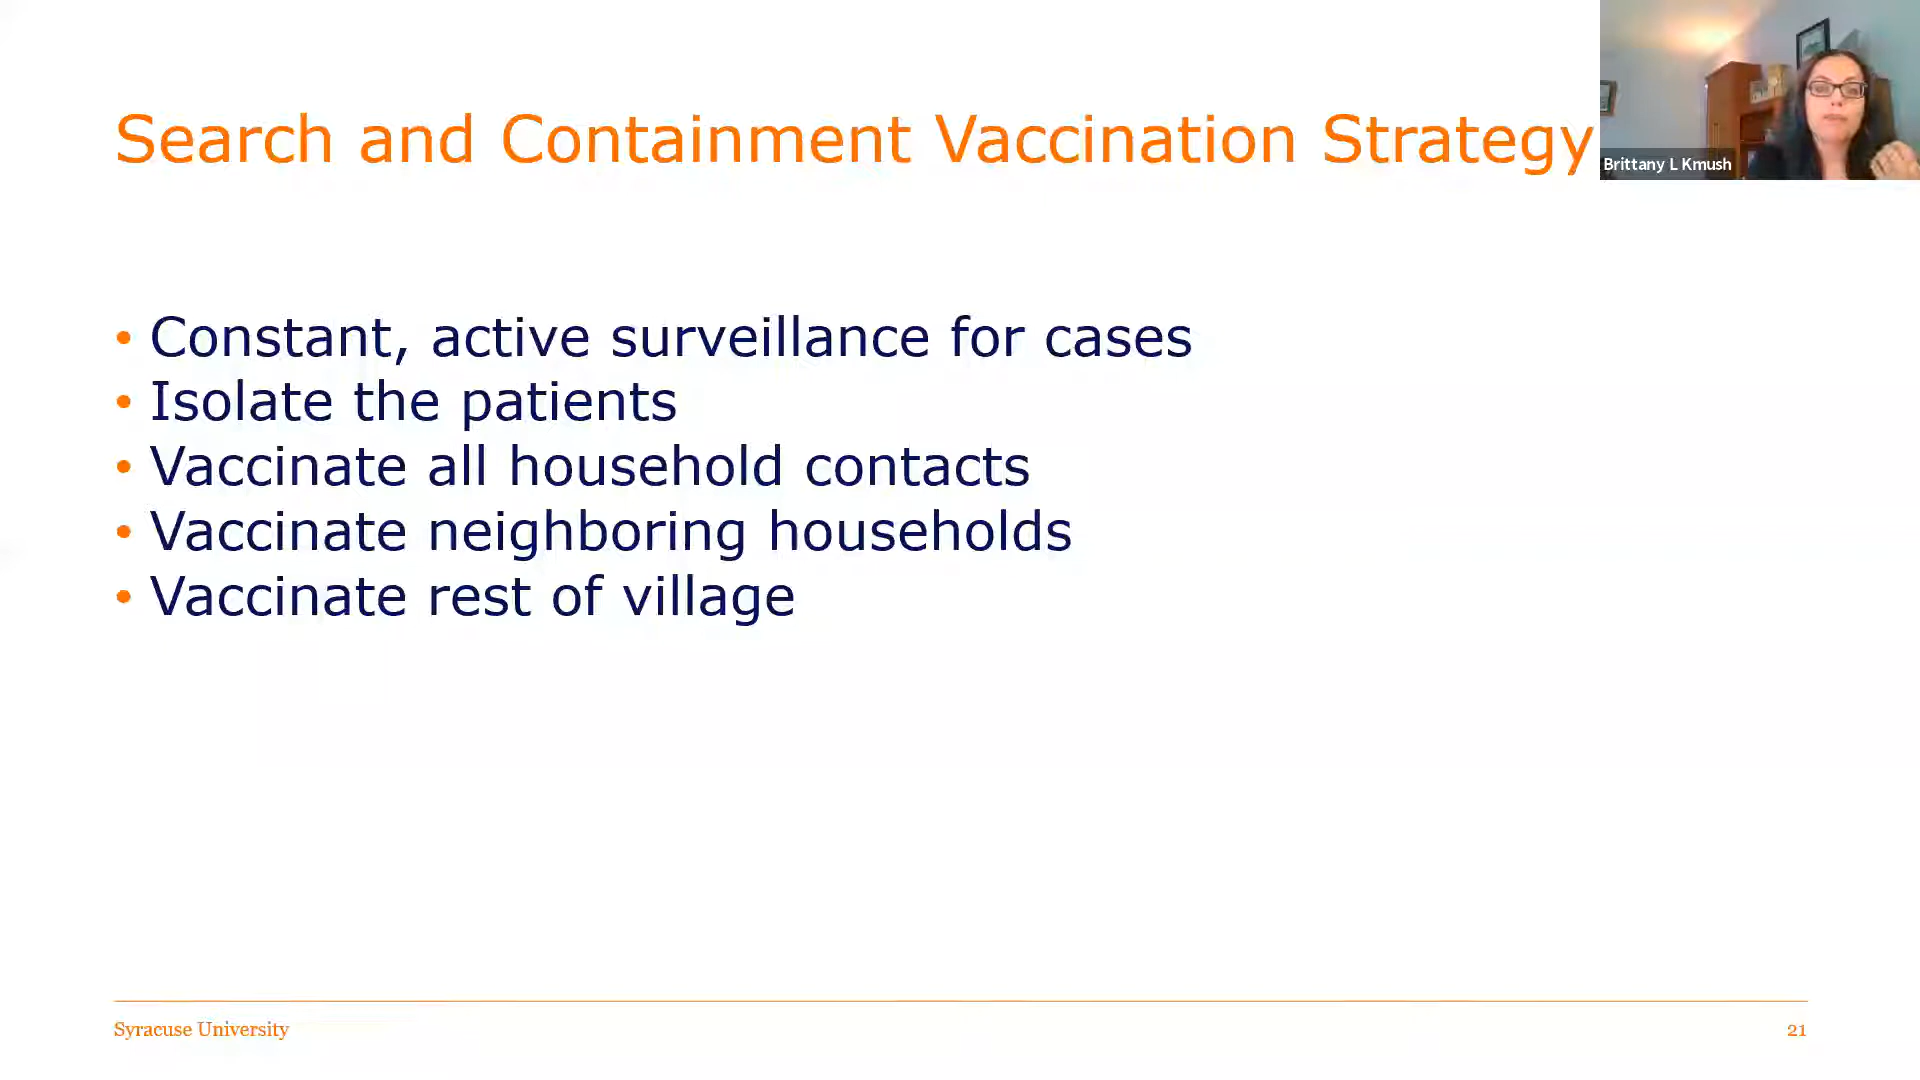 Search and Containment Vaccination Strategy
Brittany L Kmush
• Constant, active surveillance for cases
• Isolate the patients
• Vaccinate all household contacts
• Vaccinate neighboring households
• Vaccinate rest of village
Syracuse University
21